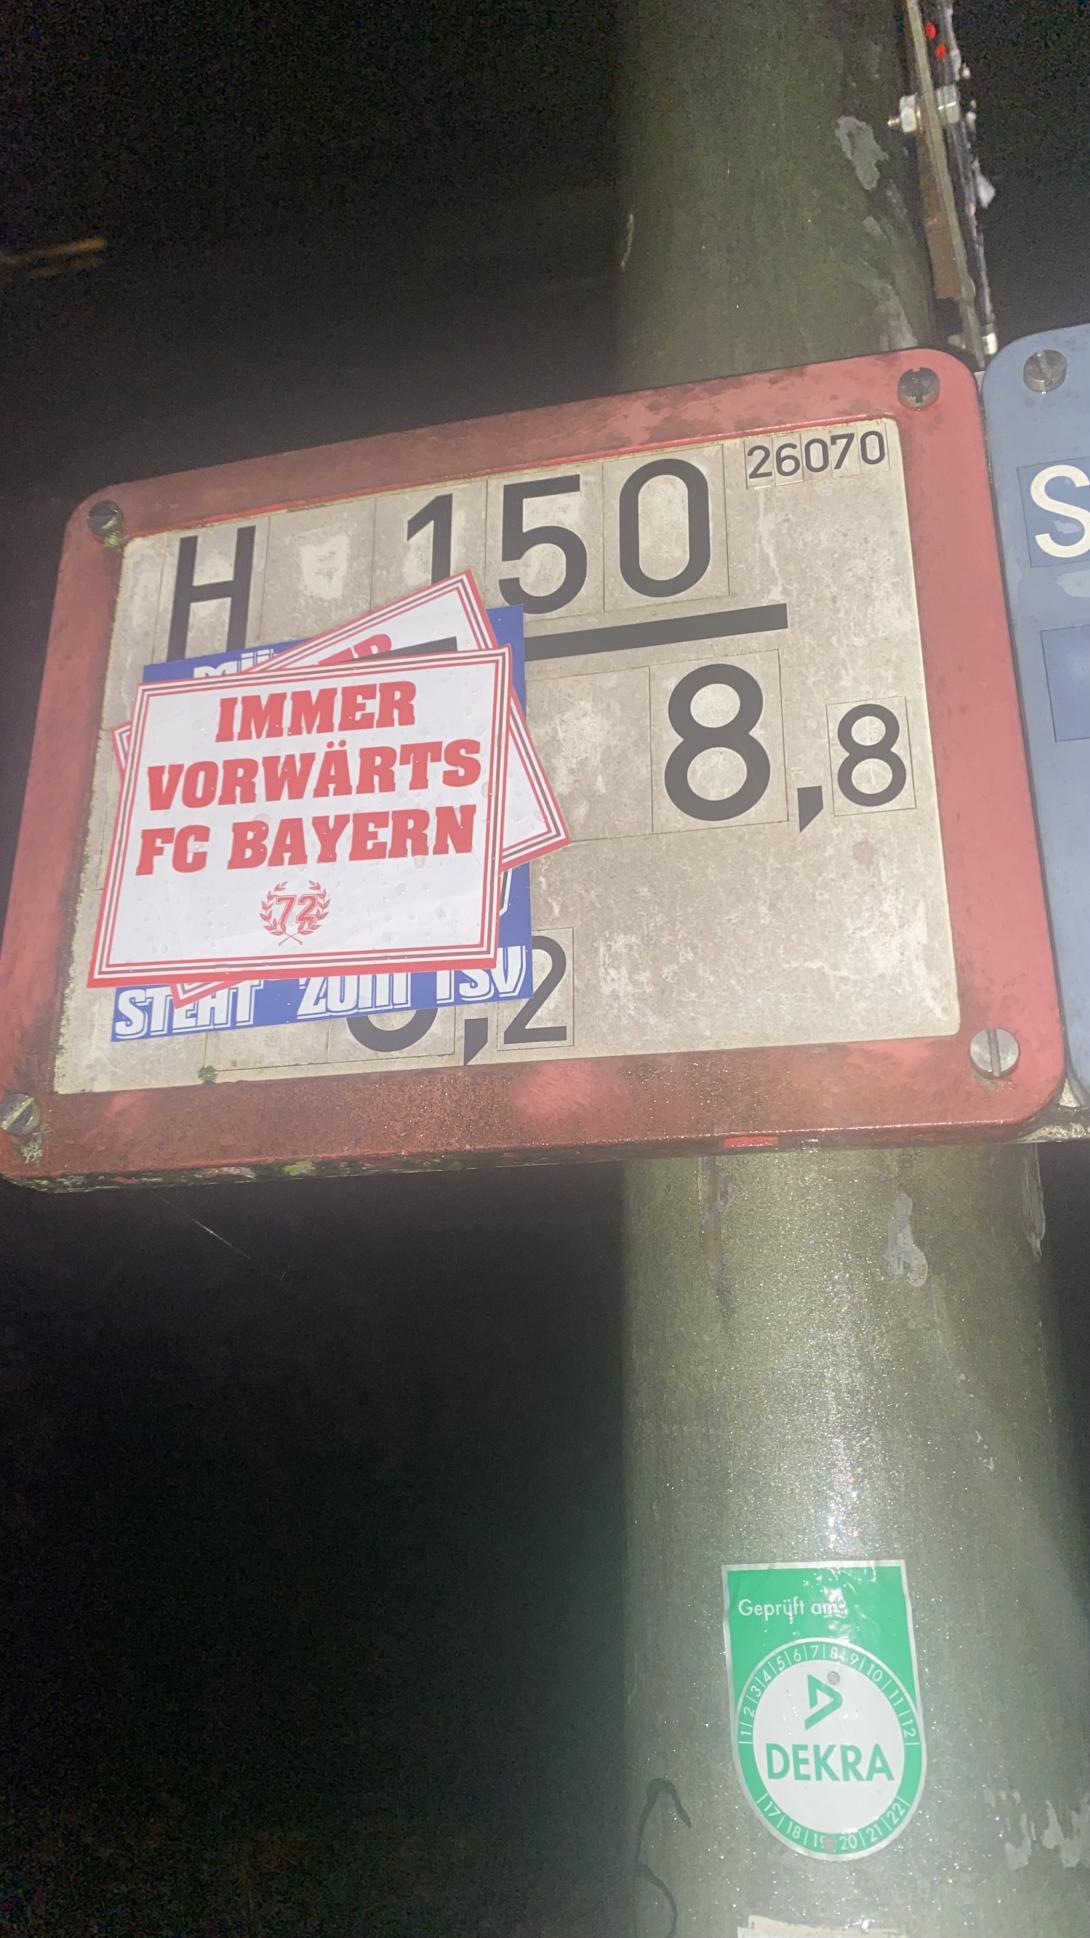 26070
H 150
8,8
IMMER
VORWÄRTS
FC BAYERN
72
STEHT ZUM TSV
,2
S
Geprüft am:
1 2 3 4 5 6 7 8 9 10 11 12
DEKRA
17 18 19 20 21 22